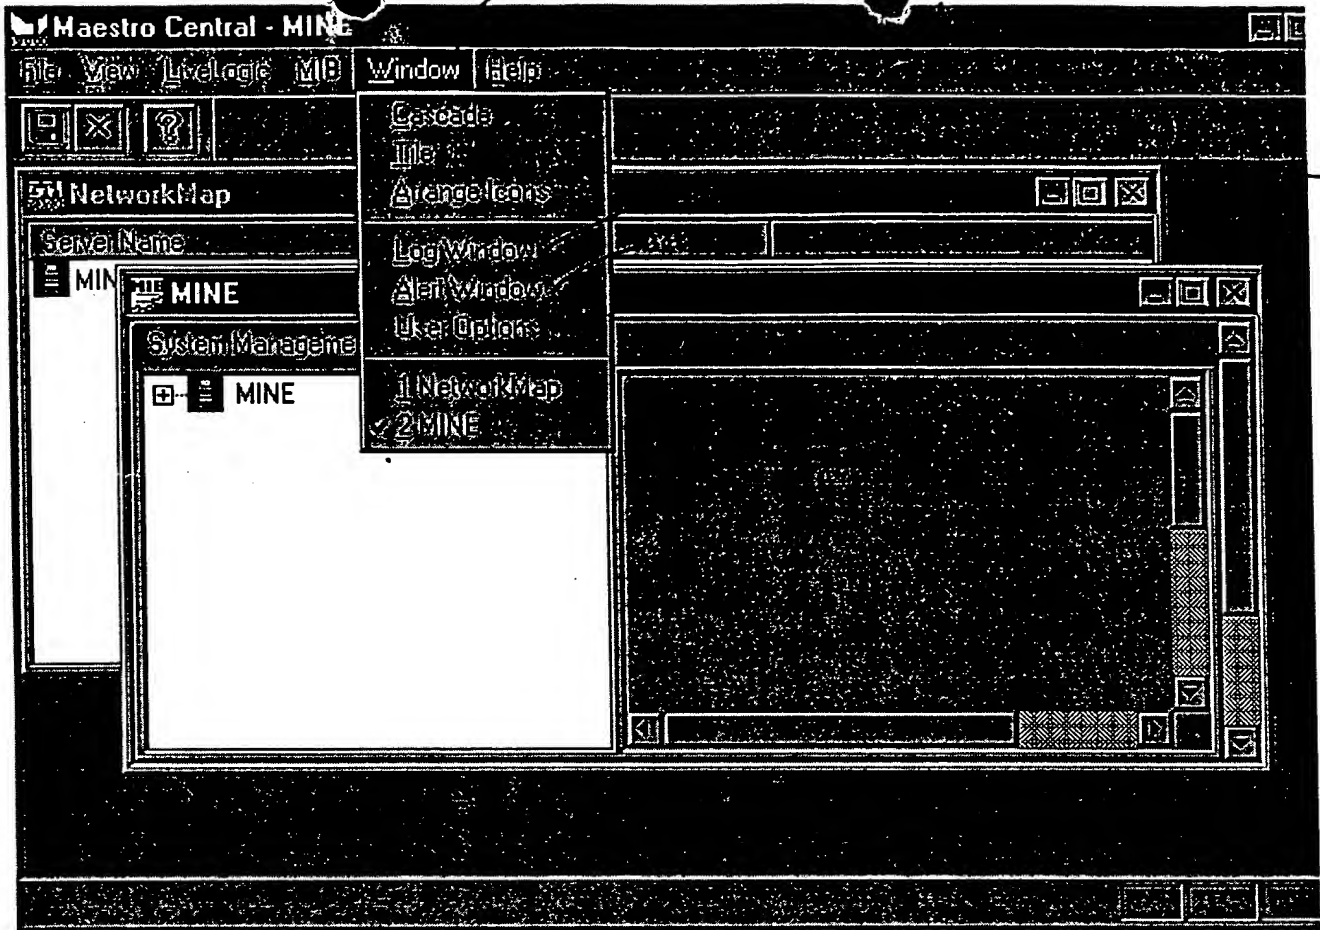 Maestro Central - MINE
File View LiveLogic MIB Window Help
Cascade
Tile
Arrange Icons
Log Window
Alert Window
User Options
1 NetworkMap
✓ 2 MINE
NetworkMap
Server Name
MIN
MINE
System Manageme
MINE